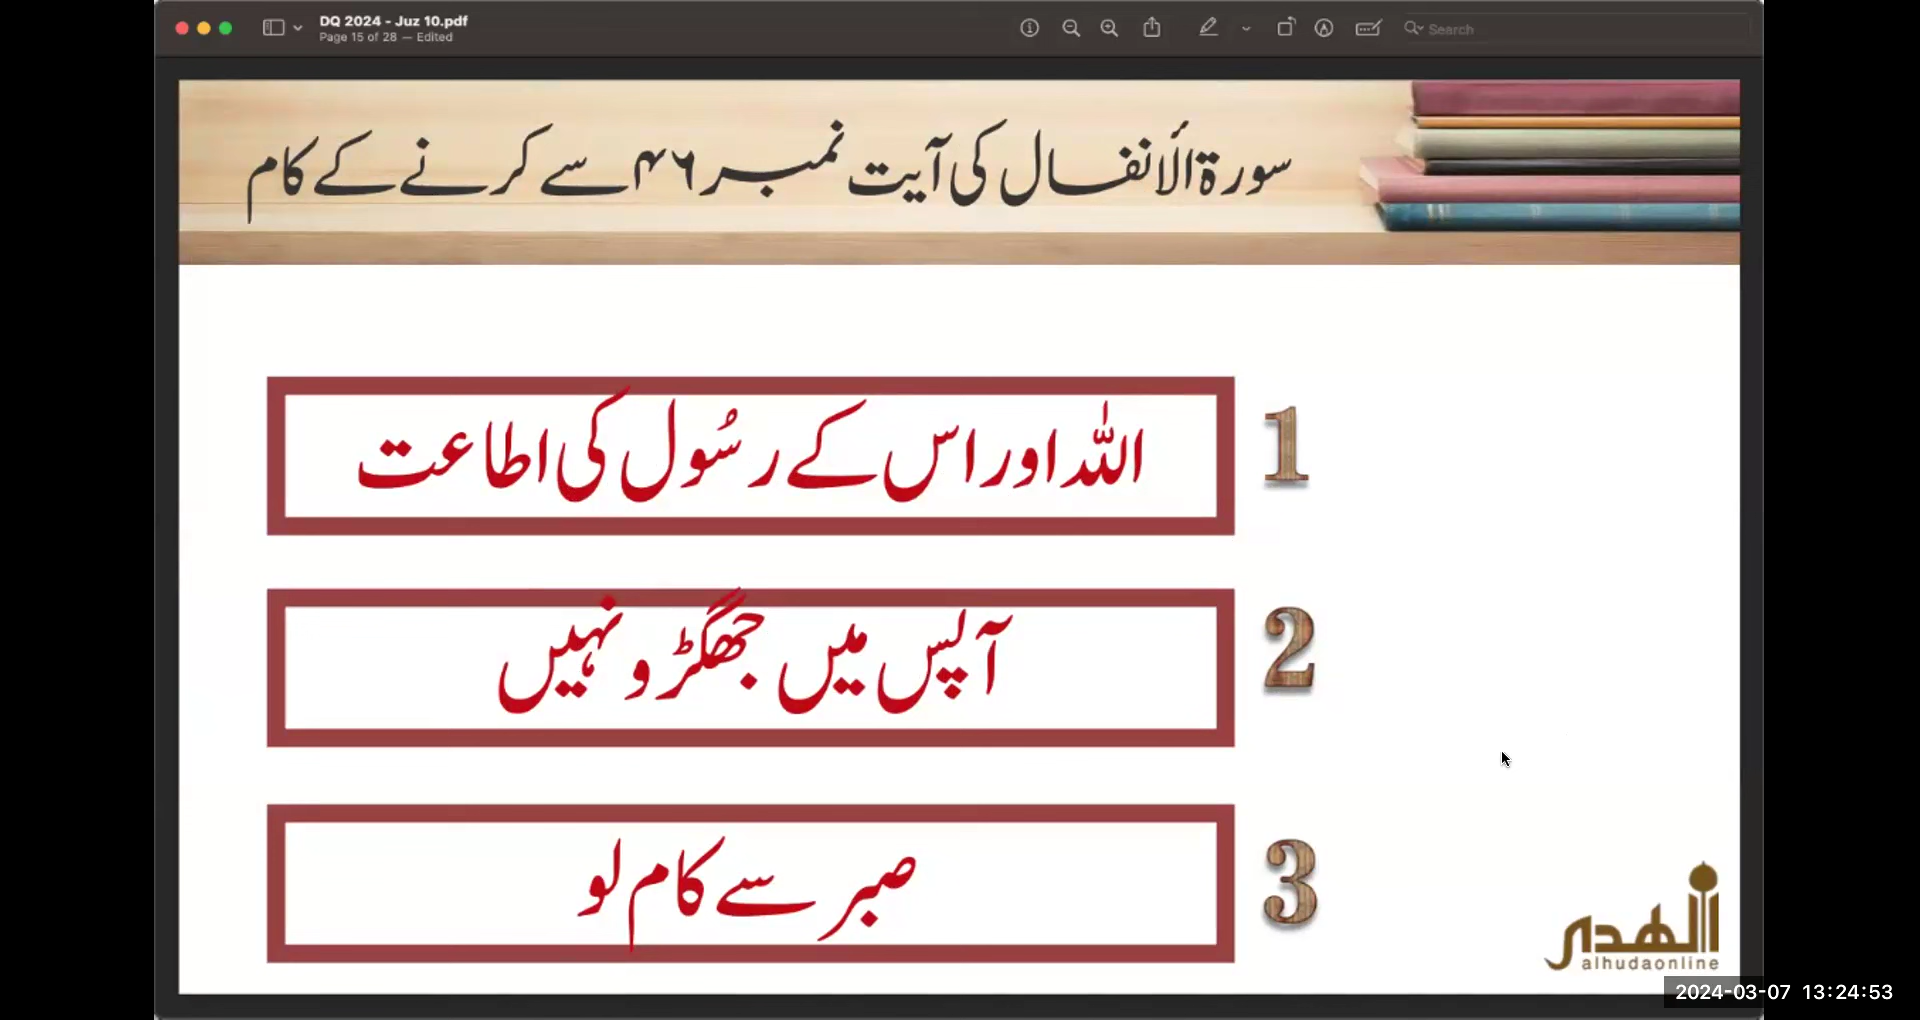 DQ 2024 - Juz 10.pdf
Page 15 of 28 — Edited
Search
سورۃ الأنفال کی آیت نمبر ۴۶ سے کرنے کے کام
اللہ اور اس کے رسُول کی اطاعت
1
آپس میں جھگڑو نہیں
2
صبر سے کام لو
3
الهدى
alhudaonline
2024-03-07 13:24:53